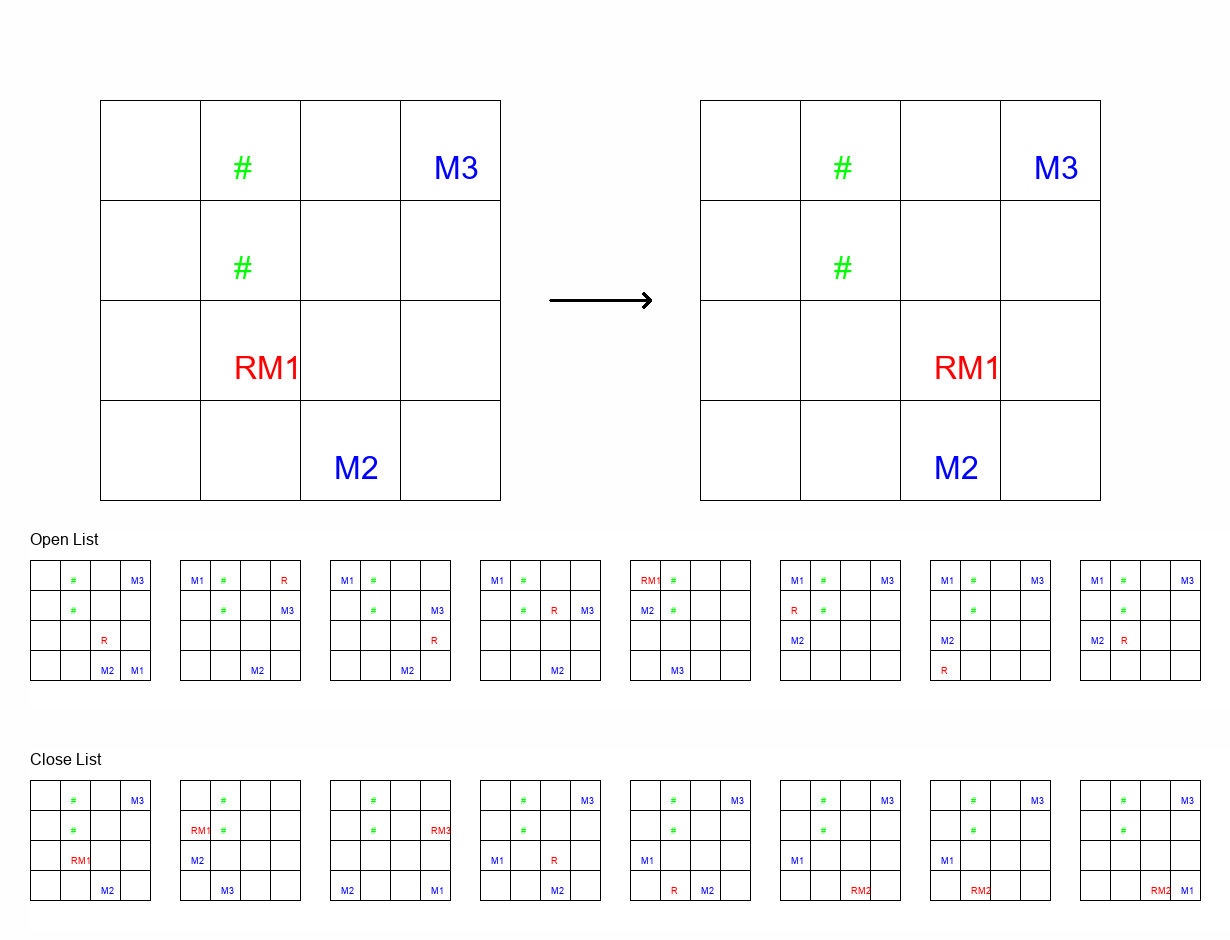 # M3 # M3
# #
RM1 RM1
M2 M2
Open List
# M3 M1 # R M1 # M1 # RM1 # M1 # M3 M1 # M3 M1 # M3
# # M3 # M3 # R M3 M2 # R # # #
R R M2 M2 M2 R
M2 M1 M2 M2 M2 M3 R
Close List
# M3 # # # M3 # M3 # M3 # M3 # M3
# RM1 # # RM3 # # # # #
RM1 M2 M1 R M1 M1 M1
M2 M3 M2 M1 M2 R M2 RM2 RM2 RM2 M1